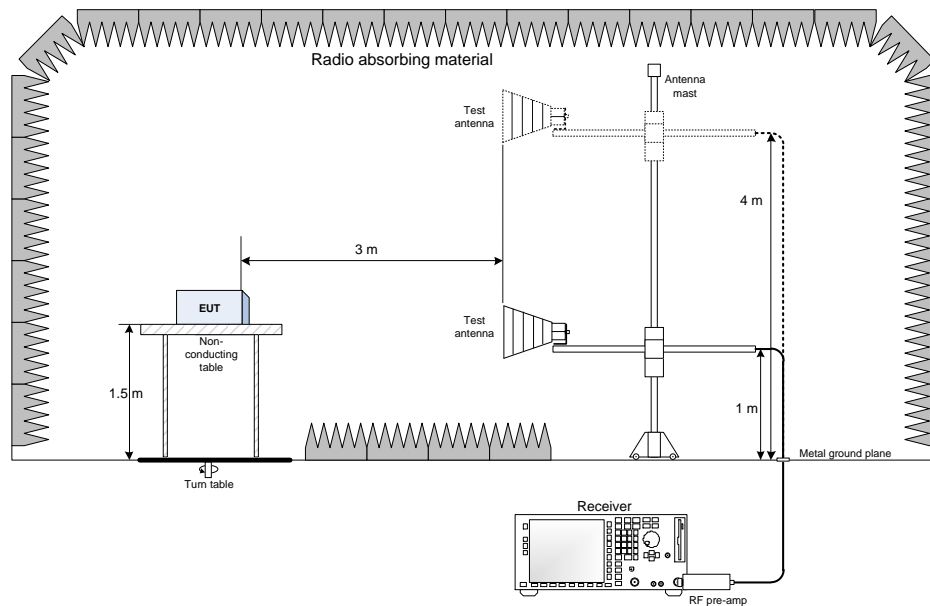 Radio absorbing material
Antenna
mast
Test
antenna
4 m
3 m
EUT
Test
antenna
Non-
conducting
table
1.5 m
1 m
Metal ground plane
Turn table
Receiver
RF pre-amp